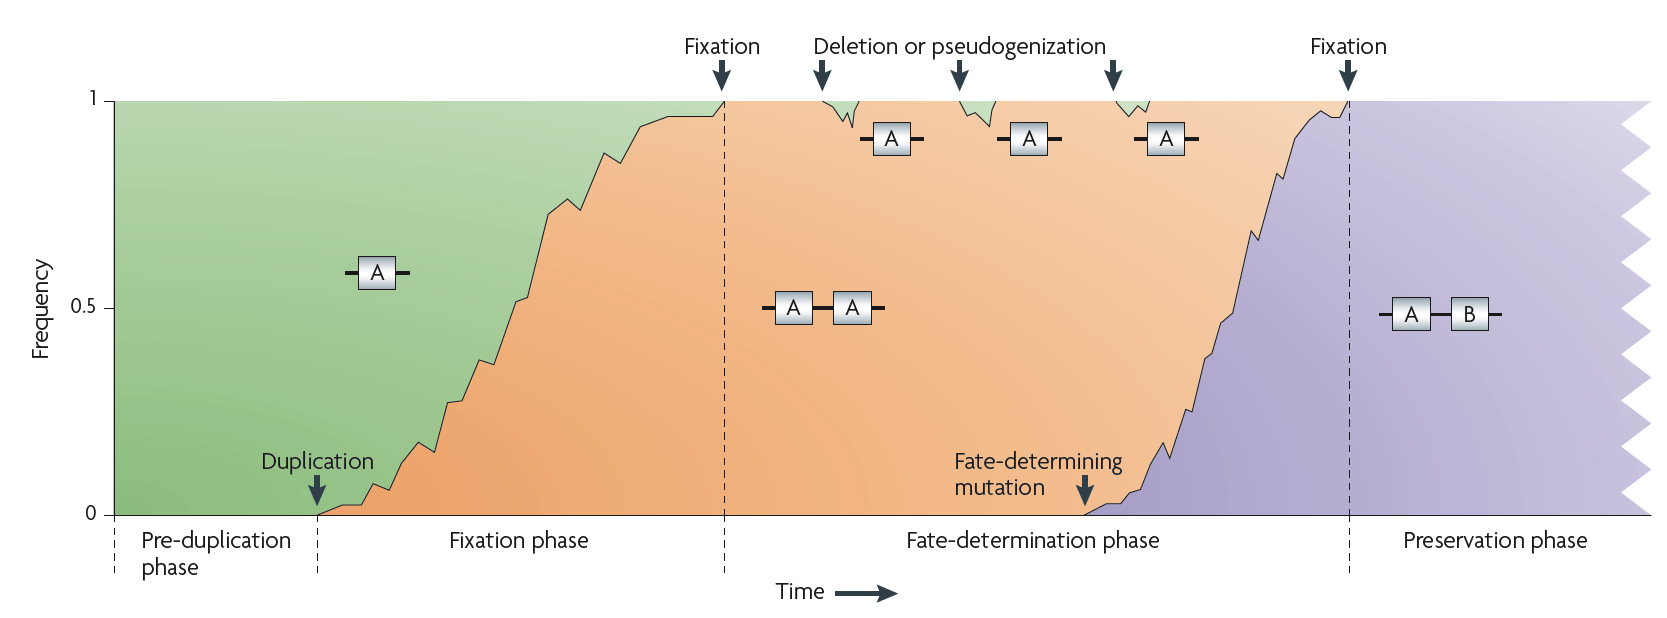 Fixation
Deletion or pseudogenization
Fixation
1
A
A
A
A
Frequency
0.5
A
A
A
B
Duplication
Fate-determining
mutation
0
Pre-duplication
phase
Fixation phase
Fate-determination phase
Preservation phase
Time